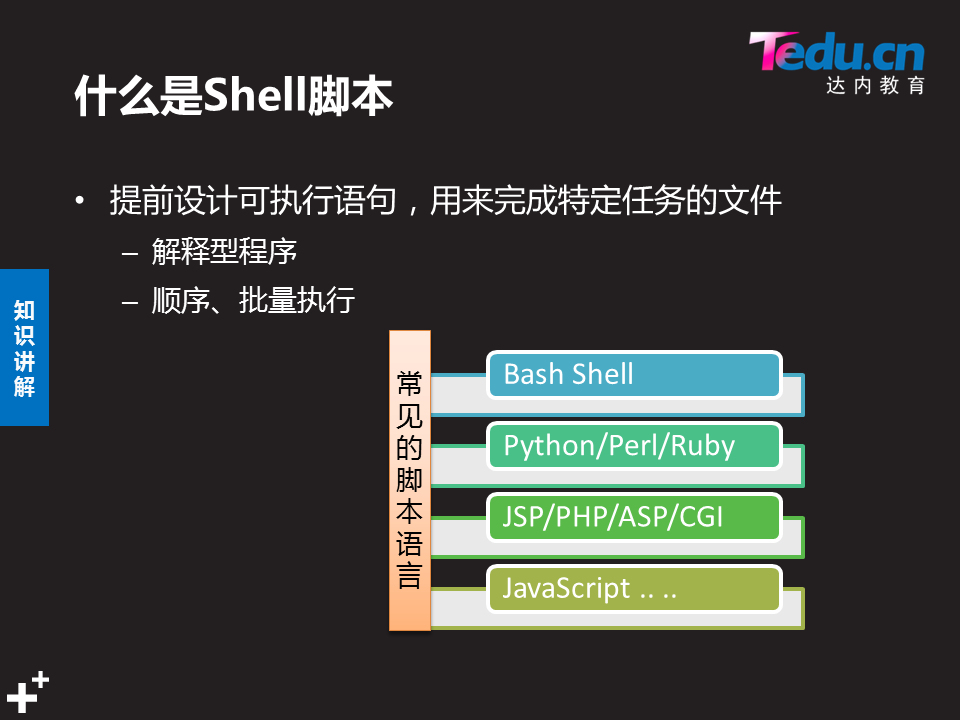 Tedu.cn
达内教育
什么是Shell脚本
• 提前设计可执行语句，用来完成特定任务的文件
– 解释型程序
– 顺序、批量执行
知识讲解
常见的脚本语言
Bash Shell
Python/Perl/Ruby
JSP/PHP/ASP/CGI
JavaScript .. ..